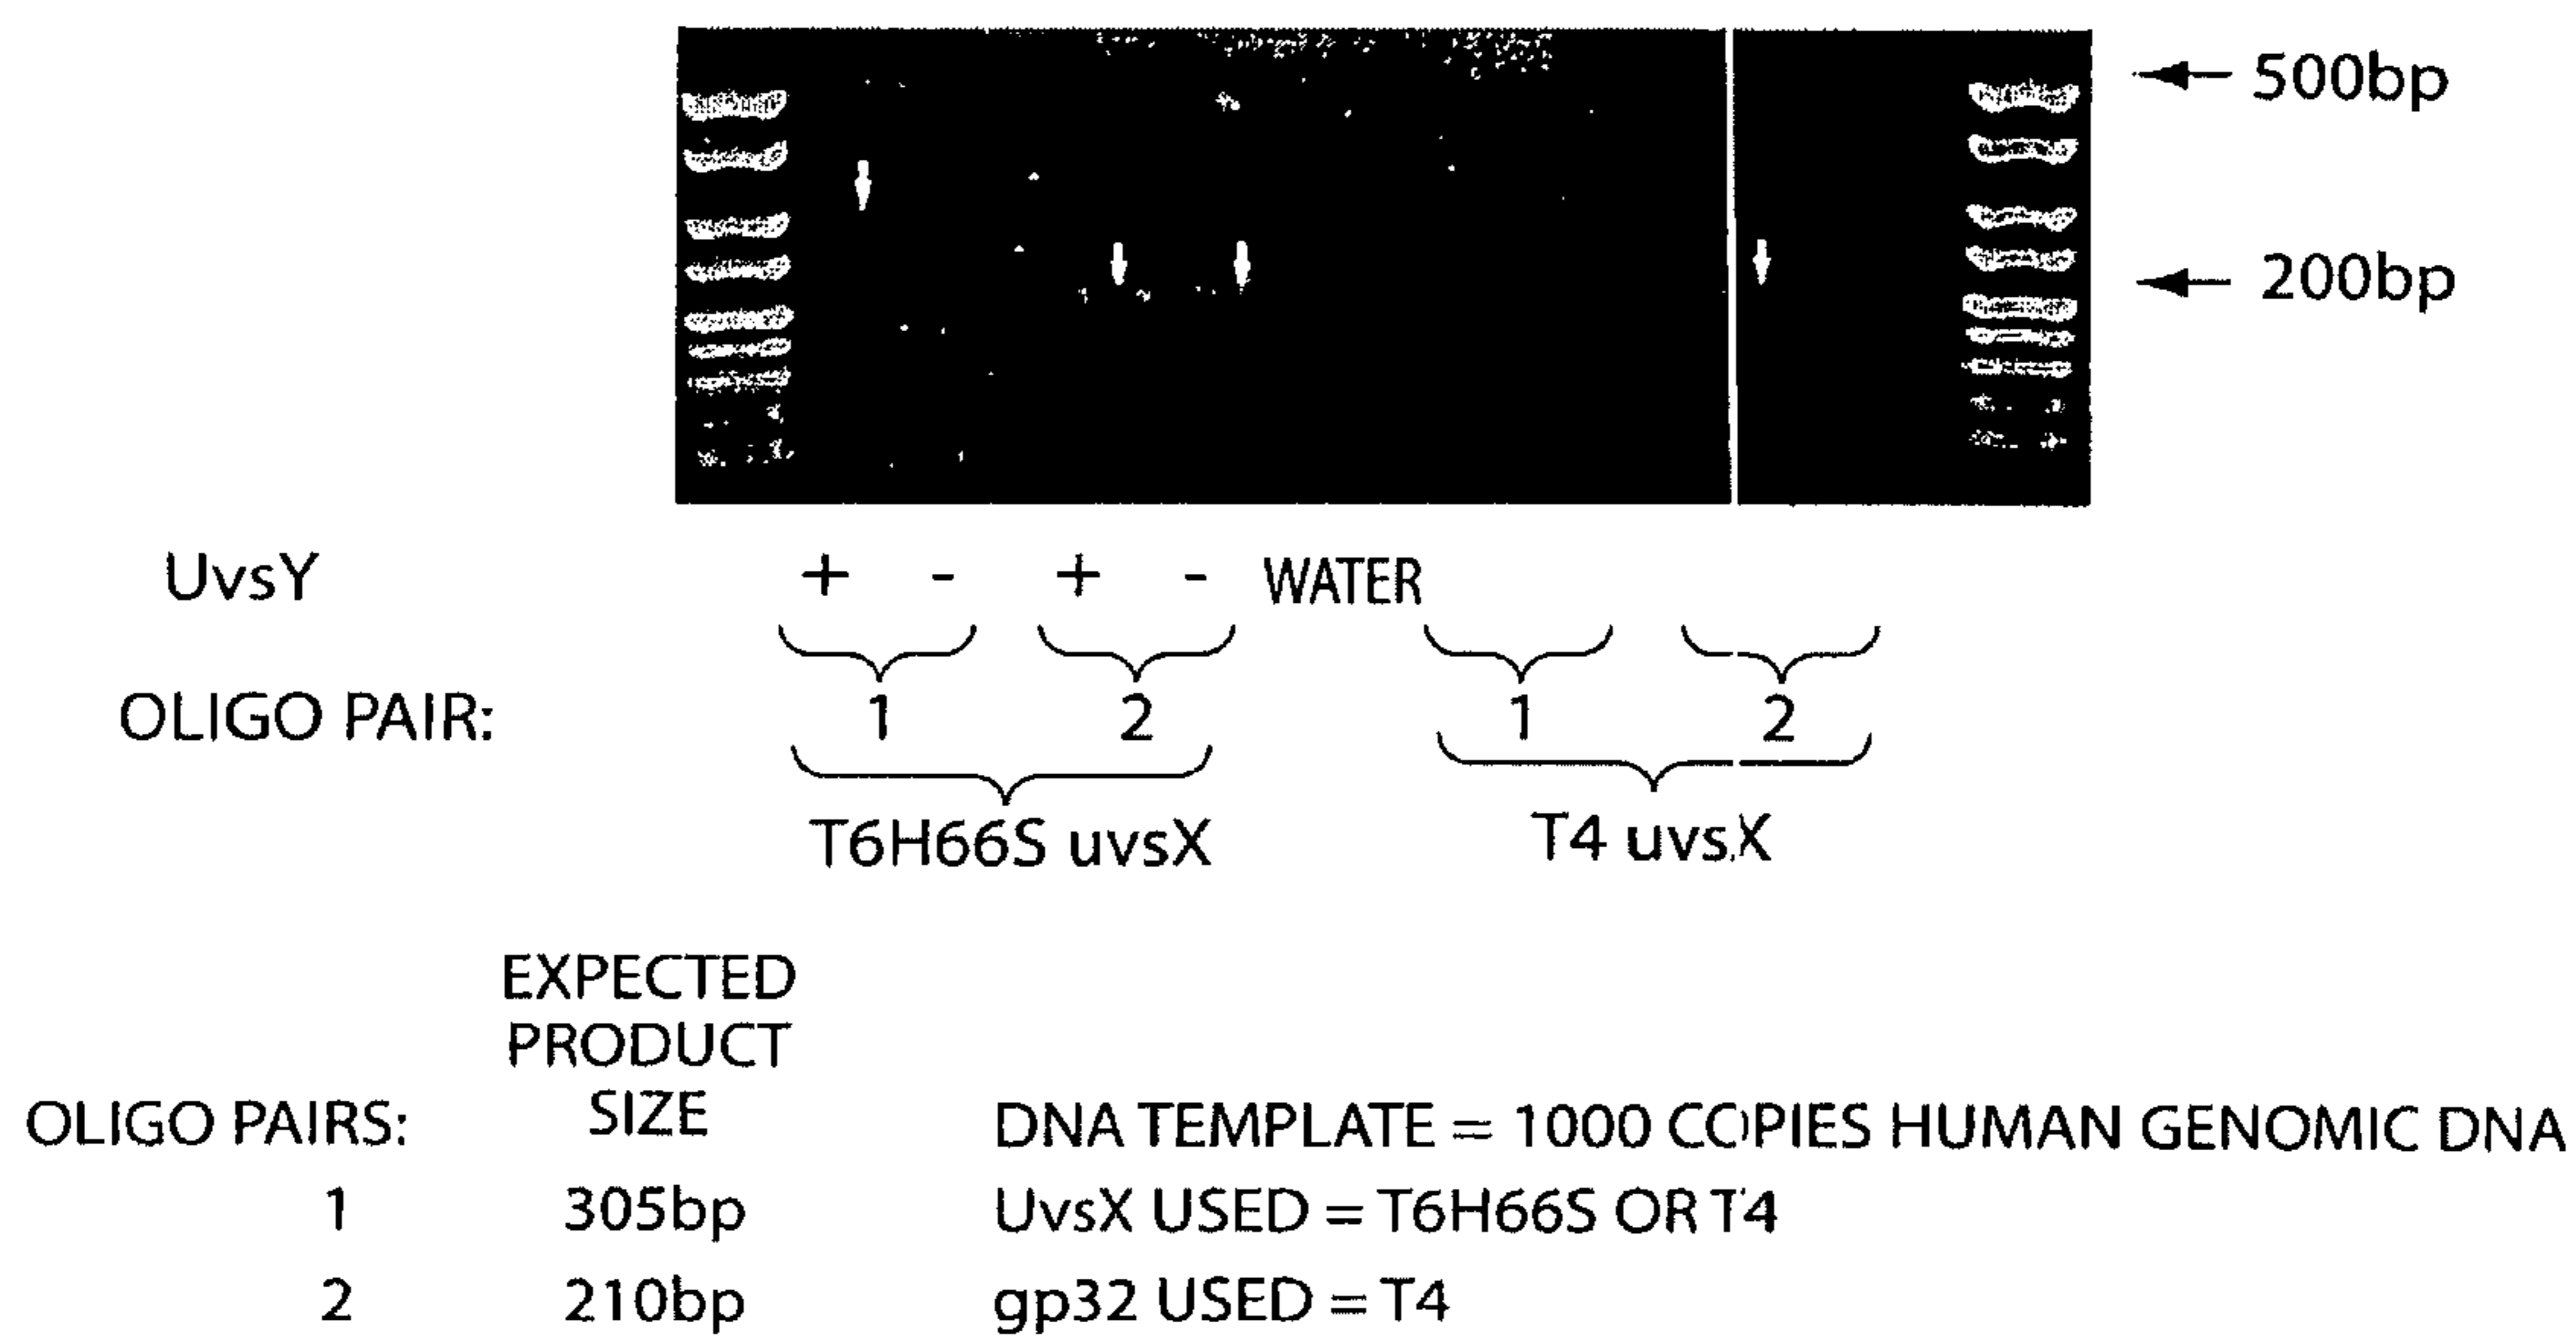 500bp
200bp
UvsY + - + - WATER
OLIGO PAIR: 1 2 1 2
T6H66S uvsX T4 uvsX
EXPECTED
PRODUCT
OLIGO PAIRS: SIZE DNA TEMPLATE = 1000 COPIES HUMAN GENOMIC DNA
1 305bp UvsX USED = T6H66S OR T4
2 210bp gp32 USED = T4